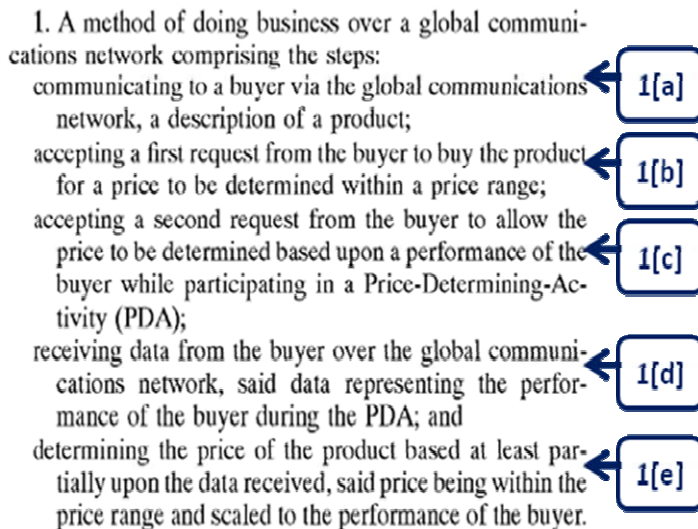 1. A method of doing business over a global communi-
cations network comprising the steps:
communicating to a buyer via the global communications
network, a description of a product;
1[a]
accepting a first request from the buyer to buy the product
for a price to be determined within a price range;
1[b]
accepting a second request from the buyer to allow the
price to be determined based upon a performance of the
buyer while participating in a Price-Determining-Ac-
tivity (PDA);
1[c]
receiving data from the buyer over the global communi-
cations network, said data representing the perfor-
mance of the buyer during the PDA; and
1[d]
determining the price of the product based at least par-
tially upon the data received, said price being within the
price range and scaled to the performance of the buyer.
1[e]